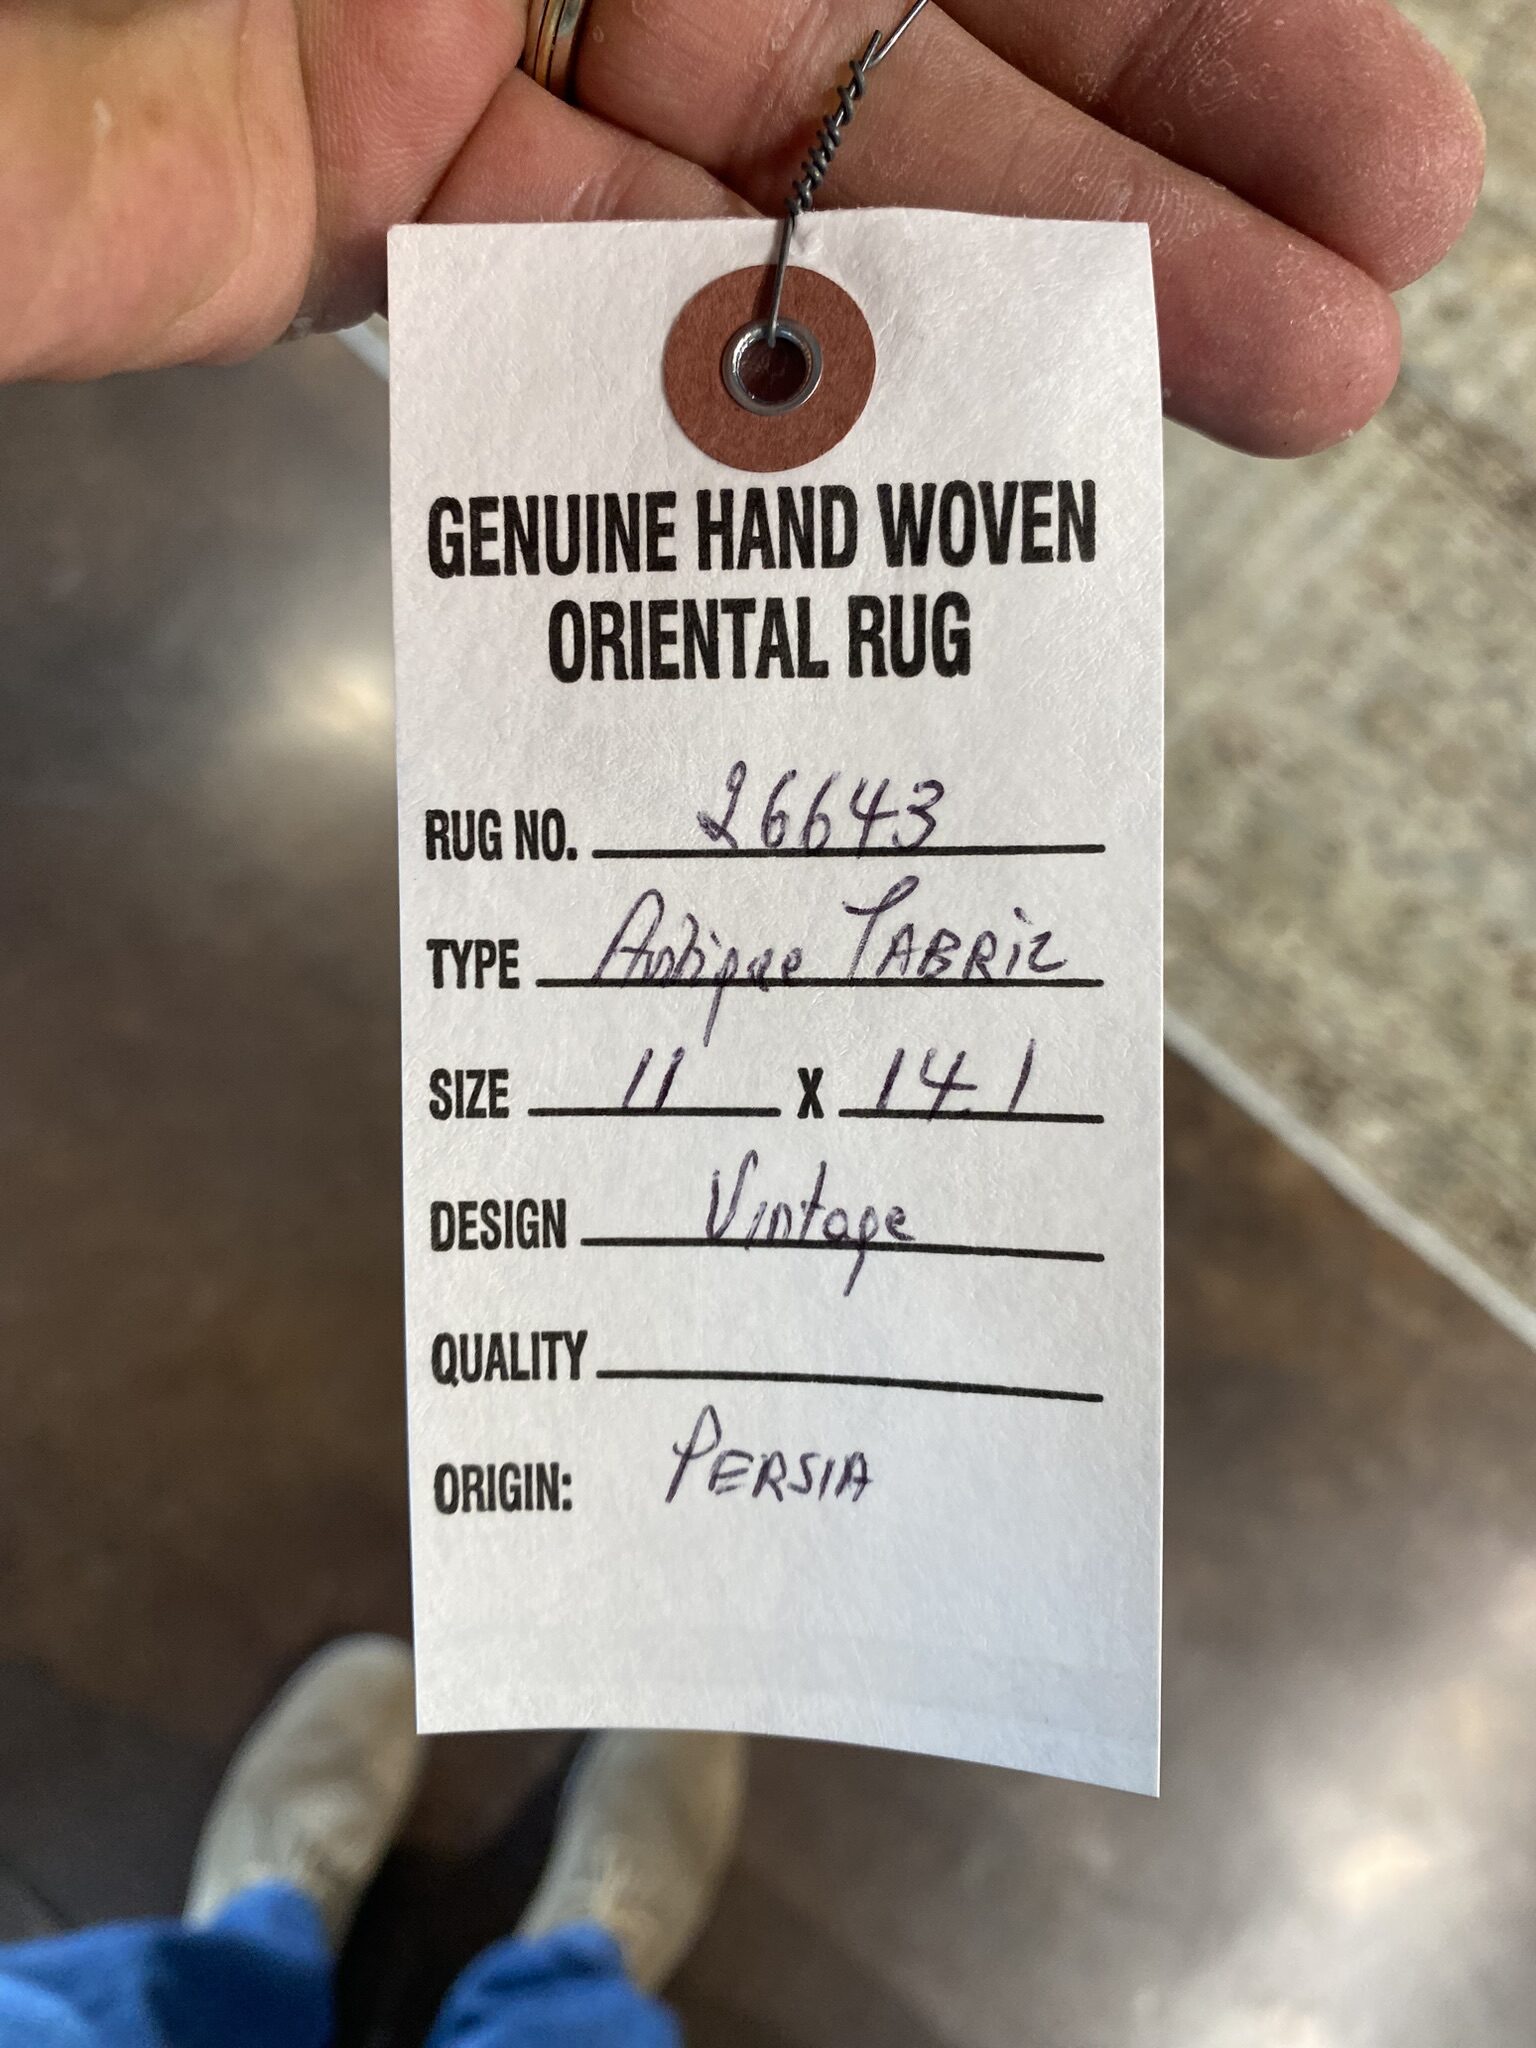 GENUINE HAND WOVEN
ORIENTAL RUG
RUG NO. 26643
TYPE Antique TABRIZ
SIZE 11 X 14.1
DESIGN Vintage
QUALITY
ORIGIN: PERSIA